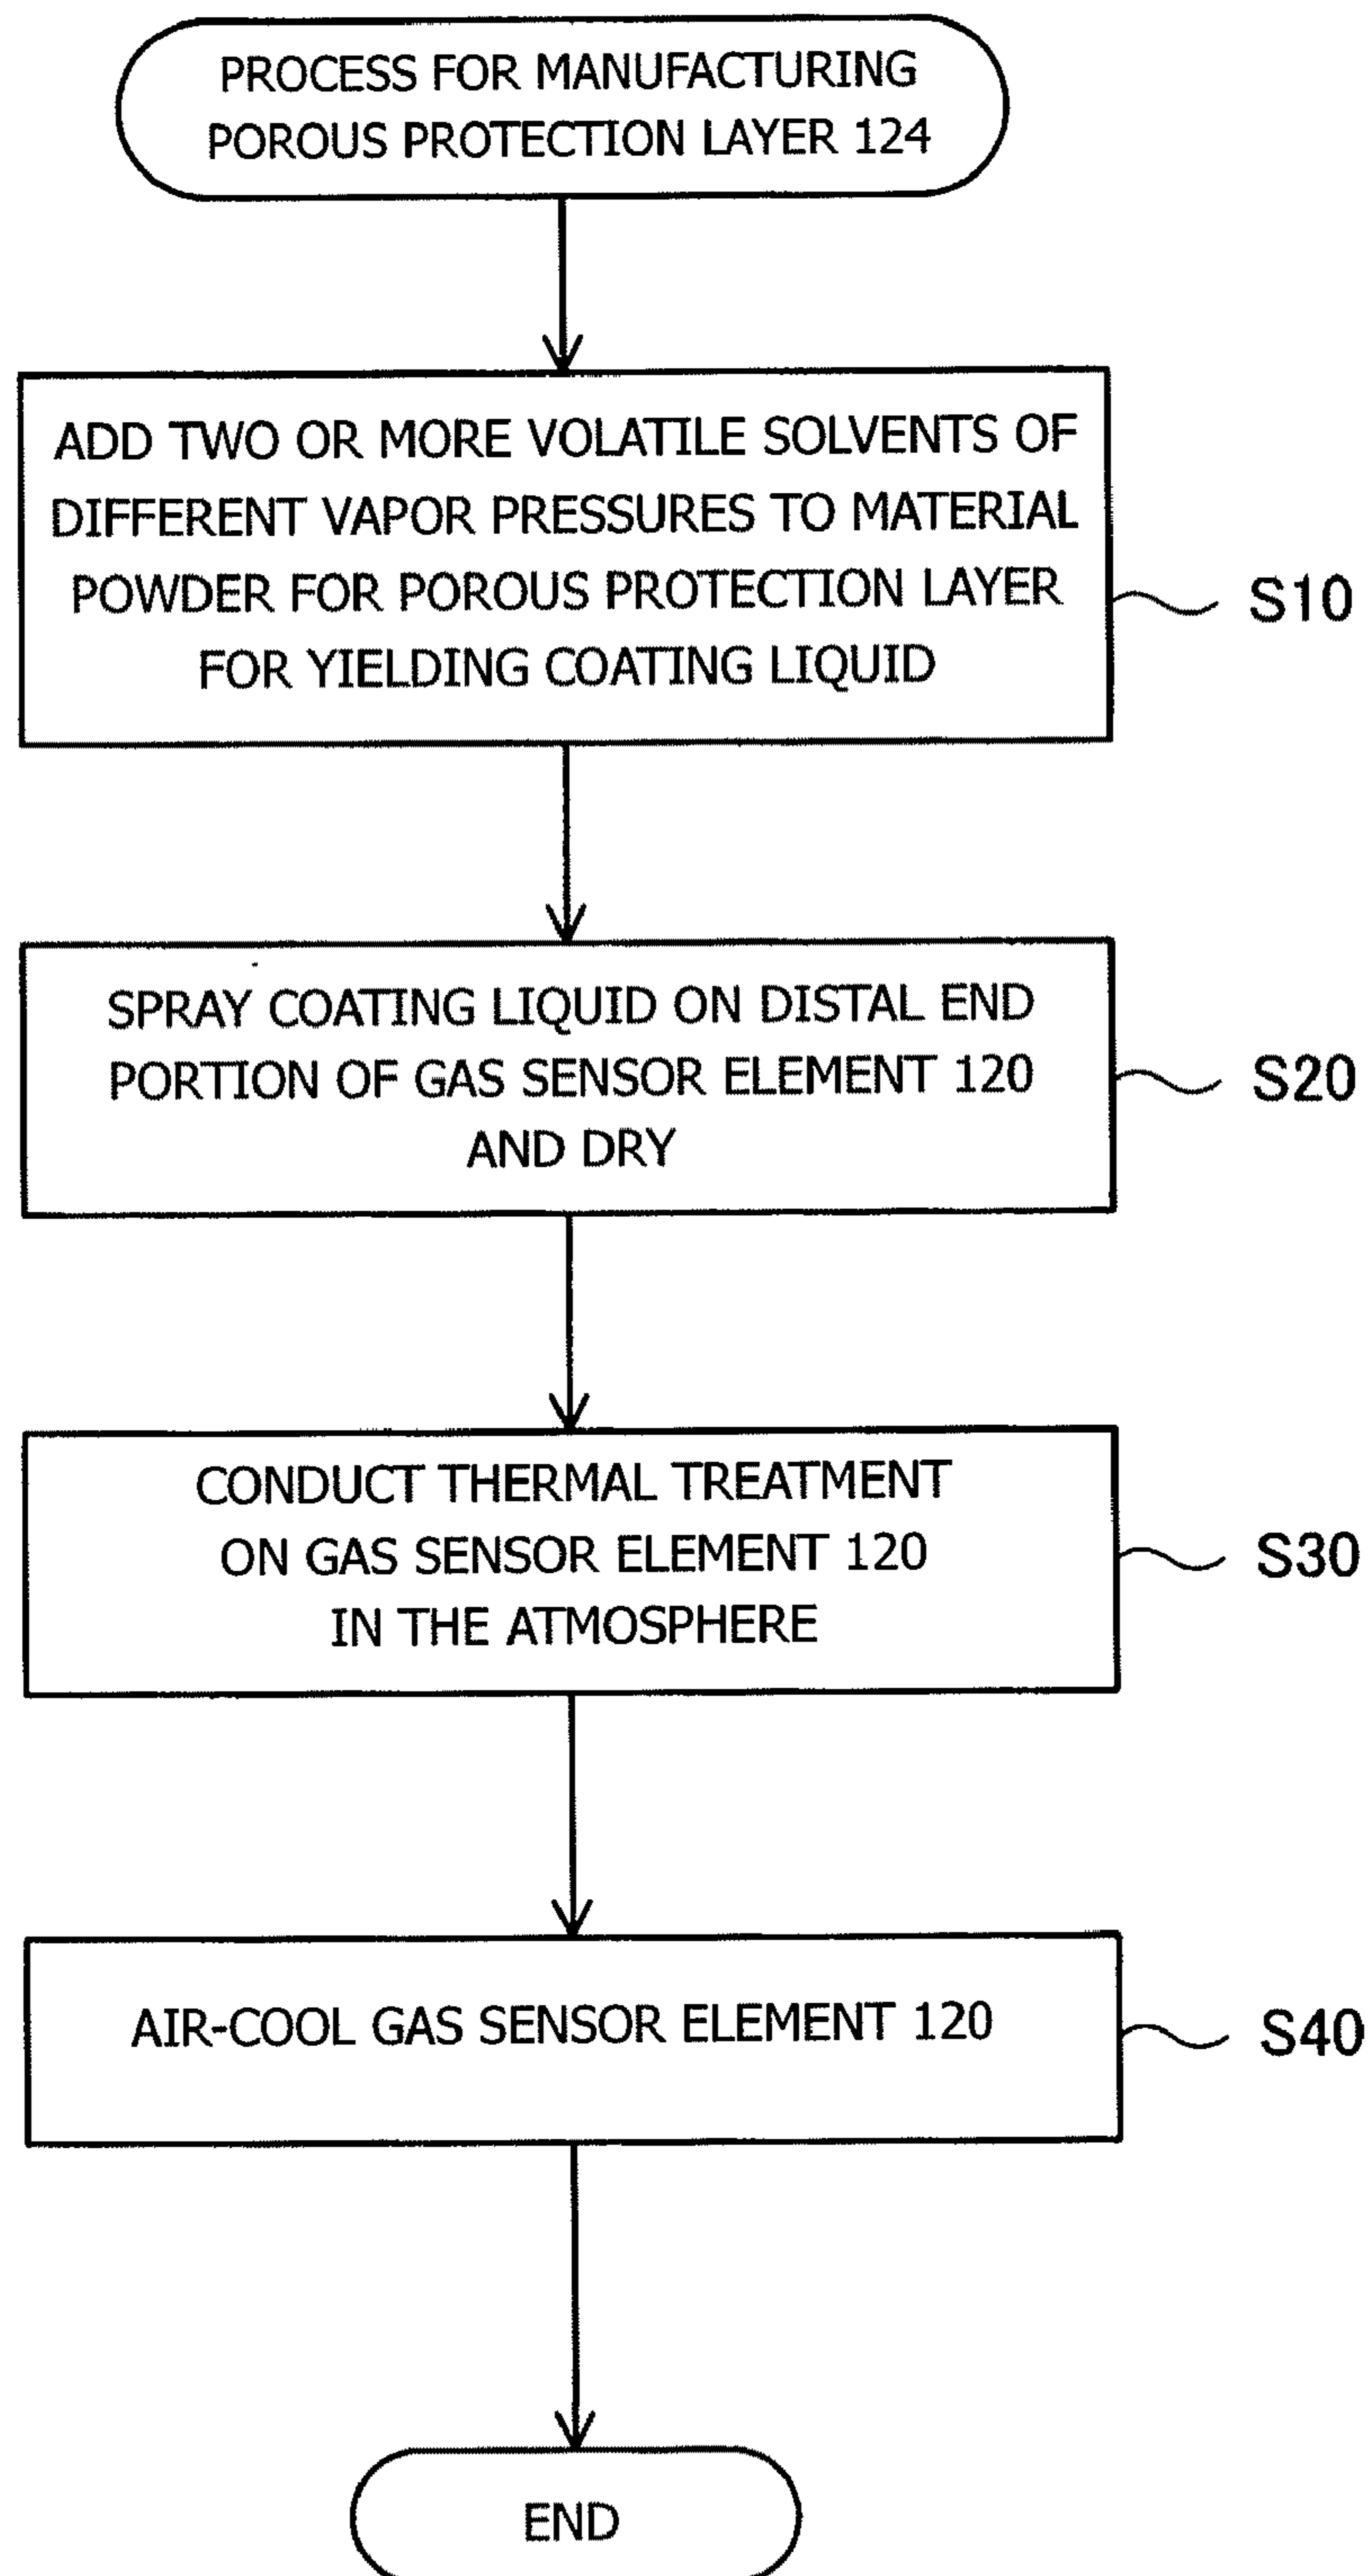 PROCESS FOR MANUFACTURING
POROUS PROTECTION LAYER 124
ADD TWO OR MORE VOLATILE SOLVENTS OF
DIFFERENT VAPOR PRESSURES TO MATERIAL
POWDER FOR POROUS PROTECTION LAYER
FOR YIELDING COATING LIQUID
S10
SPRAY COATING LIQUID ON DISTAL END
PORTION OF GAS SENSOR ELEMENT 120
AND DRY
S20
CONDUCT THERMAL TREATMENT
ON GAS SENSOR ELEMENT 120
IN THE ATMOSPHERE
S30
AIR-COOL GAS SENSOR ELEMENT 120
S40
END